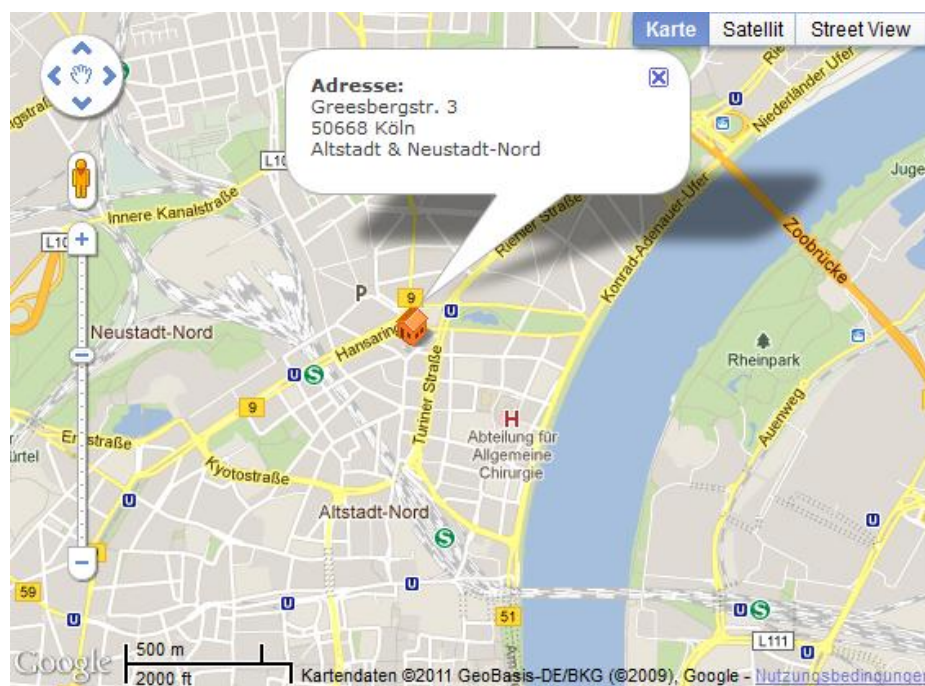 Karte
Satellit
Street View
Adresse:
Greesbergstr. 3
50668 Köln
Altstadt & Neustadt-Nord
Niederländer Ufer
U
Innere Kanalstraße
Riehler Straße
Konrad-Adenauer-Ufer
Zoobrücke
P
9
U
Neustadt-Nord
Hansaring
Rheinpark
U S
9
Turiner Straße
H
Abteilung für
Allgemeine
Chirurgie
Auenweg
Kyotostraße
U
Altstadt-Nord
S
U
59
U
U
U
51
U S
L111
U
500 m
2000 ft
Google
Kartendaten ©2011 GeoBasis-DE/BKG (©2009), Google - Nutzungsbedingungen